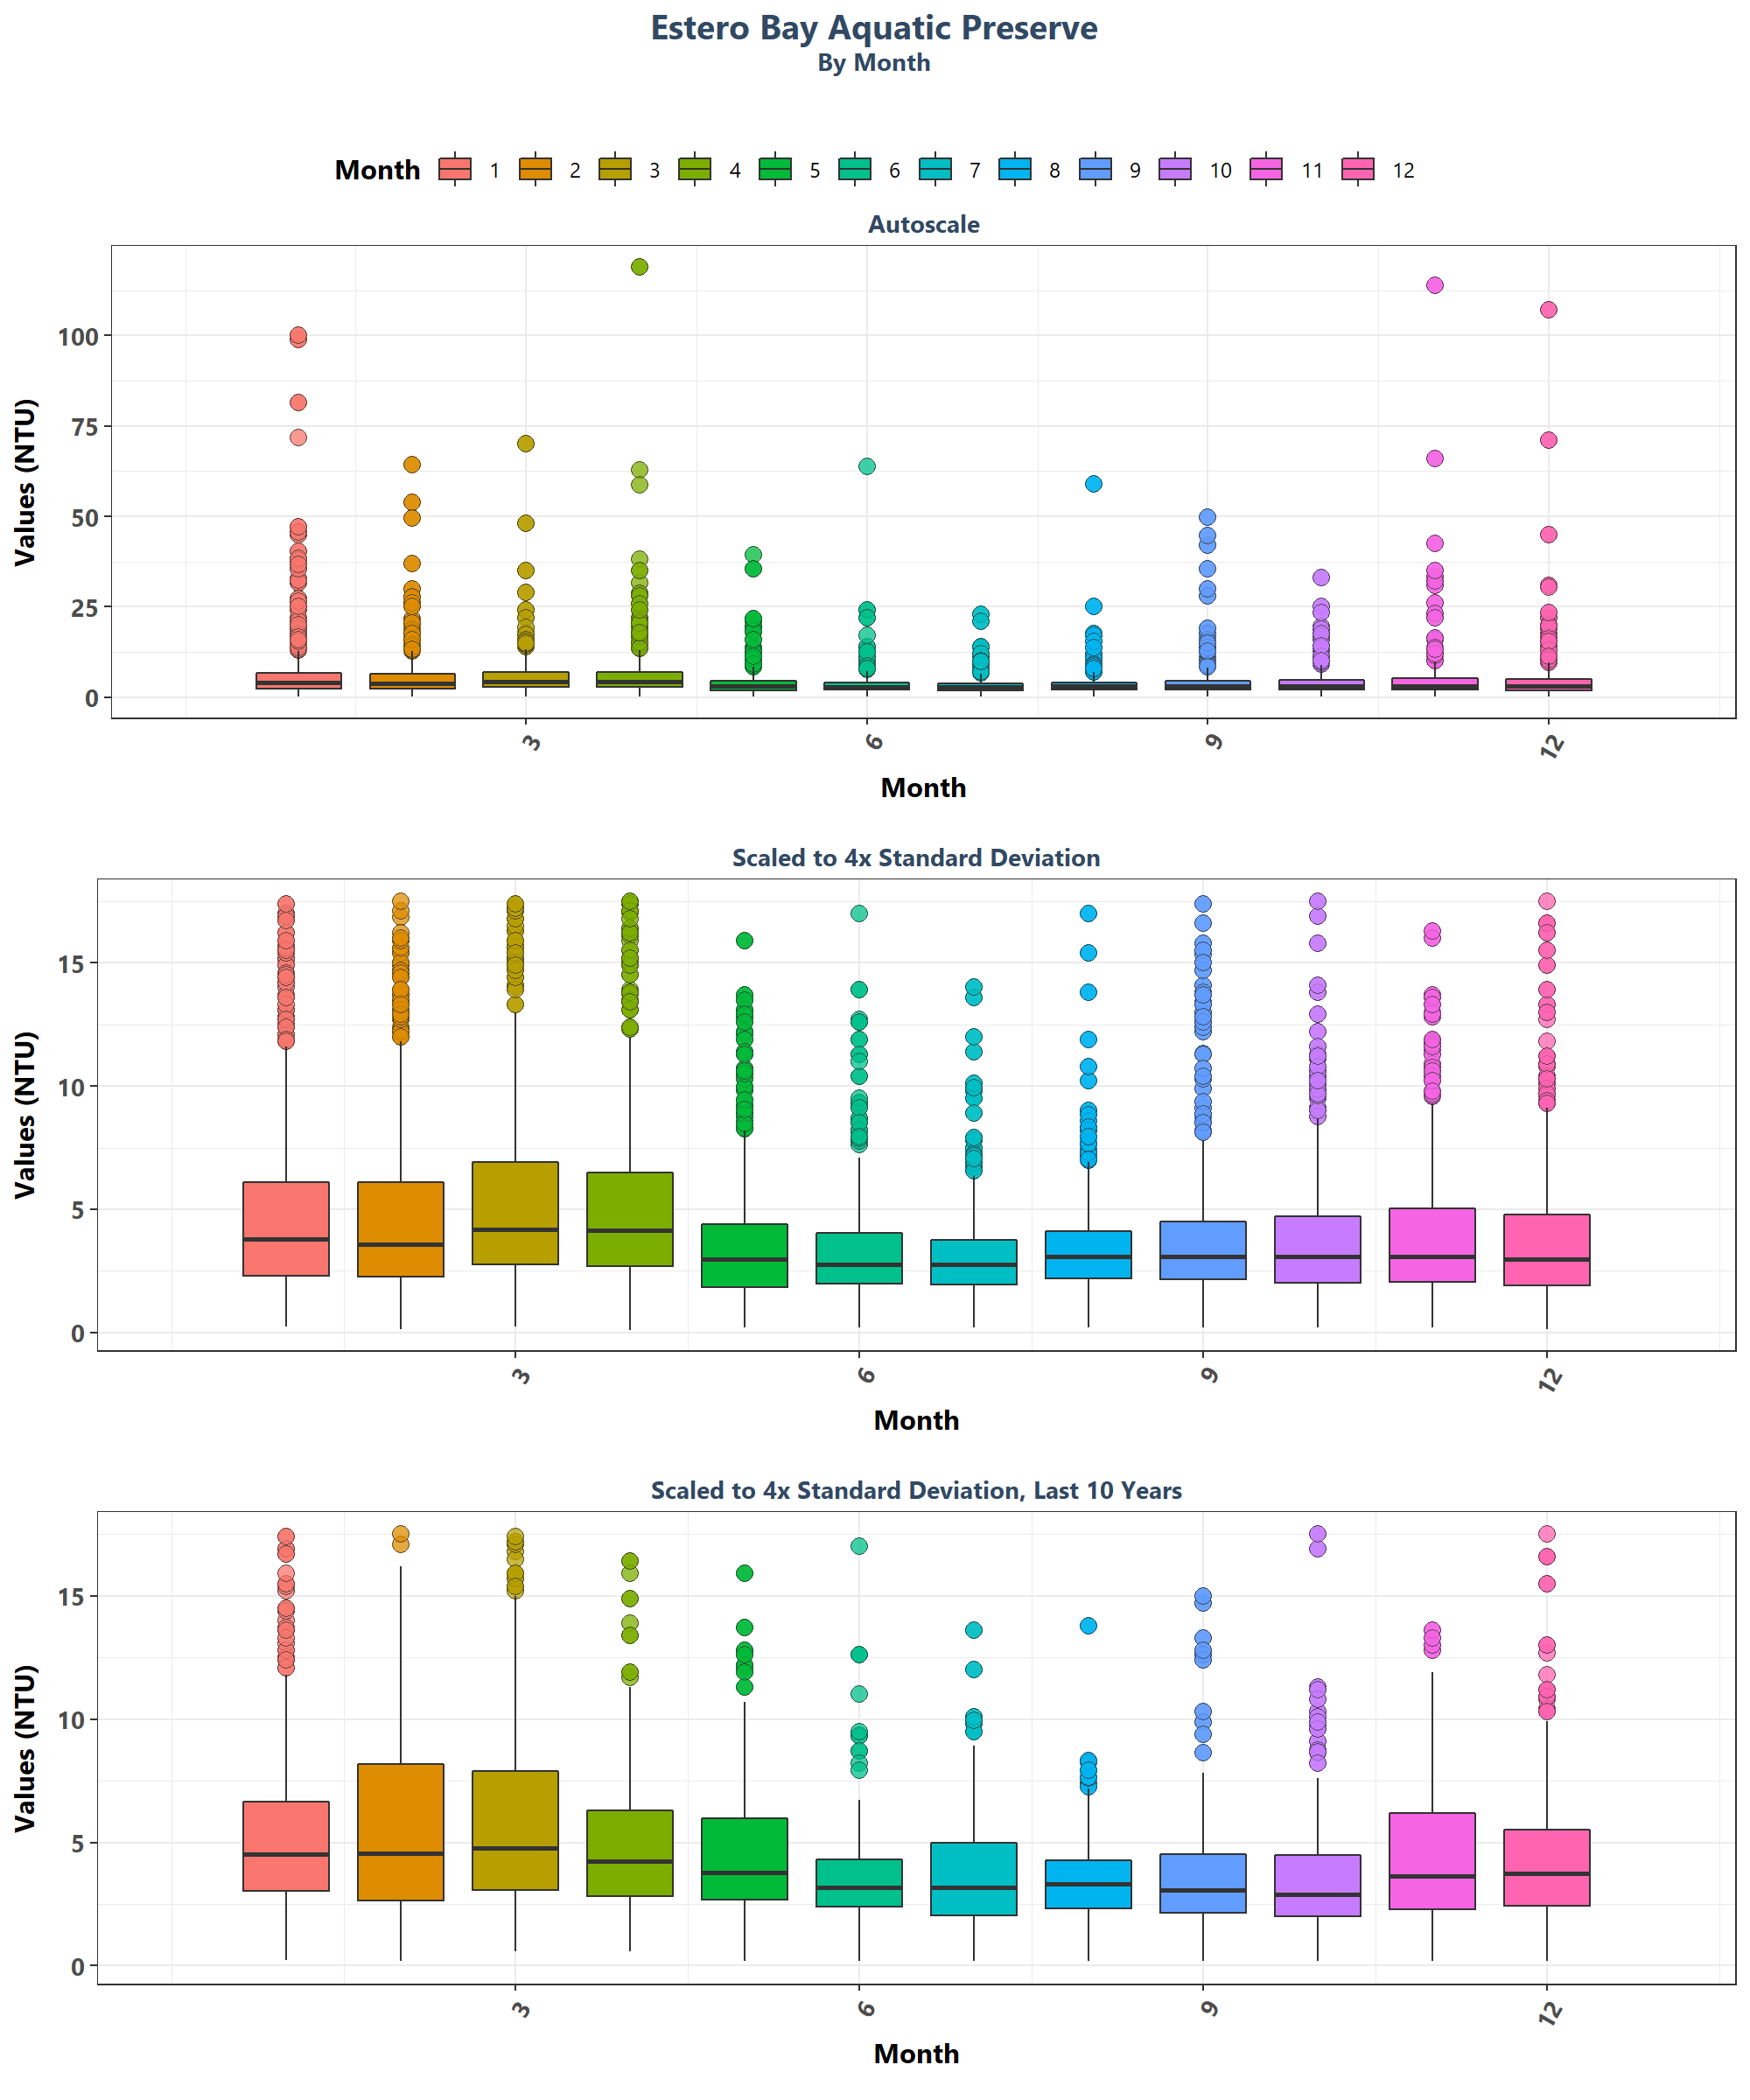 Estero Bay Aquatic Preserve
By Month
Month 1 2 3 4 5 6 7 8 9 10 11 12
Autoscale
Values (NTU)
100
75
50
25
0
3 6 9 12
Month
Scaled to 4x Standard Deviation
Values (NTU)
15
10
5
0
3 6 9 12
Month
Scaled to 4x Standard Deviation, Last 10 Years
Values (NTU)
15
10
5
0
3 6 9 12
Month